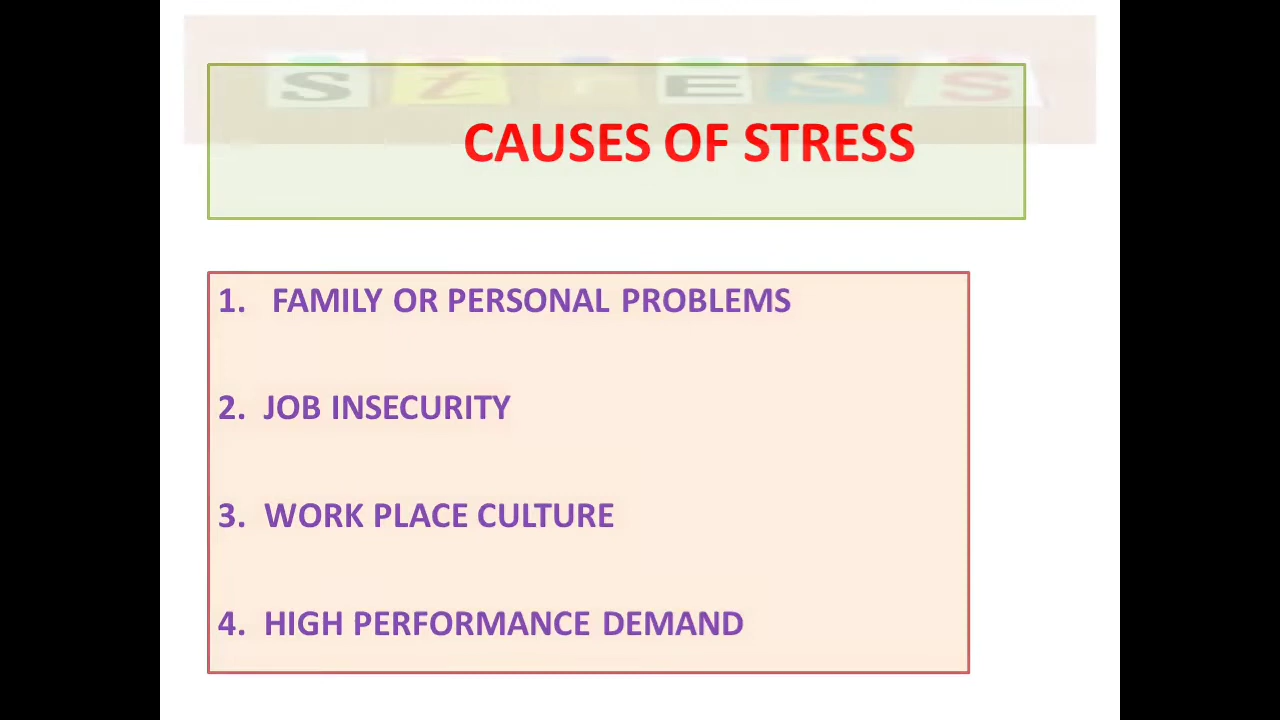 STrESS
CAUSES OF STRESS
1. FAMILY OR PERSONAL PROBLEMS
2. JOB INSECURITY
3. WORK PLACE CULTURE
4. HIGH PERFORMANCE DEMAND